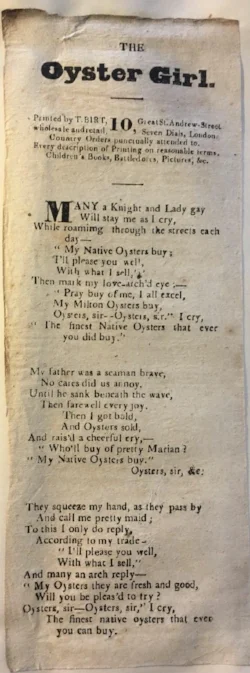 THE
Oyster Girl.
Printed by T. BIRT, 10, Great St. Andrew-Street
wholesale and retail, Seven Dials, London
Country Orders punctually attended to.
Every description of Printing on reasonable terms.
Children's Books, Battledores, Pictures, &c.
MANY a Knight and Lady gay
Will stay me as I cry,
While roaming through the streets each
day—
" My Native Oysters buy;
I'll please you well,
With what I sell,"
Then mark my love-arch'd eye;—
" Pray buy of me, I all excel,
My Milton Oysters buy,
Oysters, sir--Oysters, sir." I cry,
" The finest Native Oysters that ever
you did buy."
My father was a seaman brave,
No cares did us annoy,
Until he sank beneath the wave,
Then farewell every joy.
Then I got bold,
And Oysters sold,
And rais'd a cheerful cry,—
" Who'll buy of pretty Marian?
" My Native Oysters buy."
Oysters, sir, &c;
They squeeze my hand, as they pass by
And call me pretty maid;
To this I only do reply,
According to my trade-
" I'll please you well,
With what I sell,"
And many an arch reply—
" My Oysters they are fresh and good,
Will you be pleas'd to try?
Oysters, sir—Oysters, sir," I cry,
The finest native oysters that ever
you can buy.